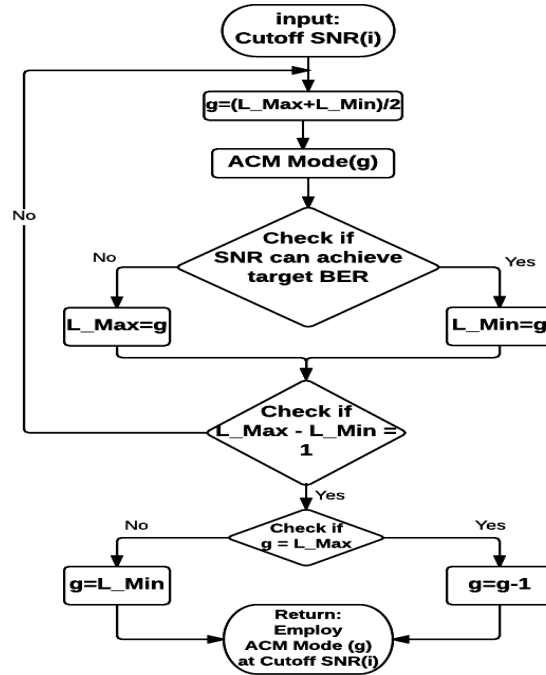 input:
Cutoff SNR(i)
g=(L_Max+L_Min)/2
ACM Mode(g)
No
Check if
SNR can achieve
target BER
No
Yes
L_Max=g
L_Min=g
Check if
L_Max - L_Min =
1
Yes
Check if
g = L_Max
No
Yes
g=L_Min
g=g-1
Return:
Employ
ACM Mode (g)
at Cutoff SNR(i)